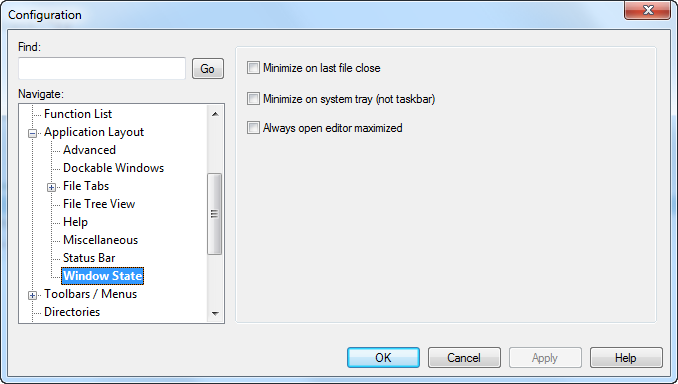 Configuration
Find:
Go
Navigate:
Function List
Application Layout
Advanced
Dockable Windows
File Tabs
File Tree View
Help
Miscellaneous
Status Bar
Window State
Toolbars / Menus
Directories
Minimize on last file close
Minimize on system tray (not taskbar)
Always open editor maximized
OK
Cancel
Apply
Help